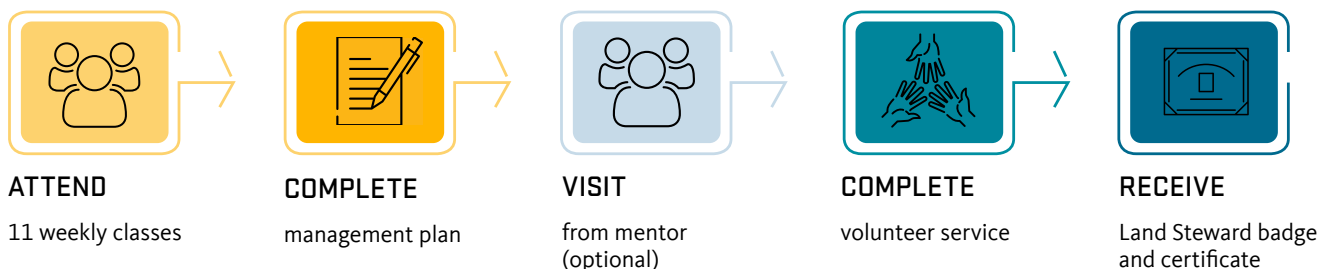 ATTEND
11 weekly classes
COMPLETE
management plan
VISIT
from mentor
(optional)
COMPLETE
volunteer service
RECEIVE
Land Steward badge
and certificate